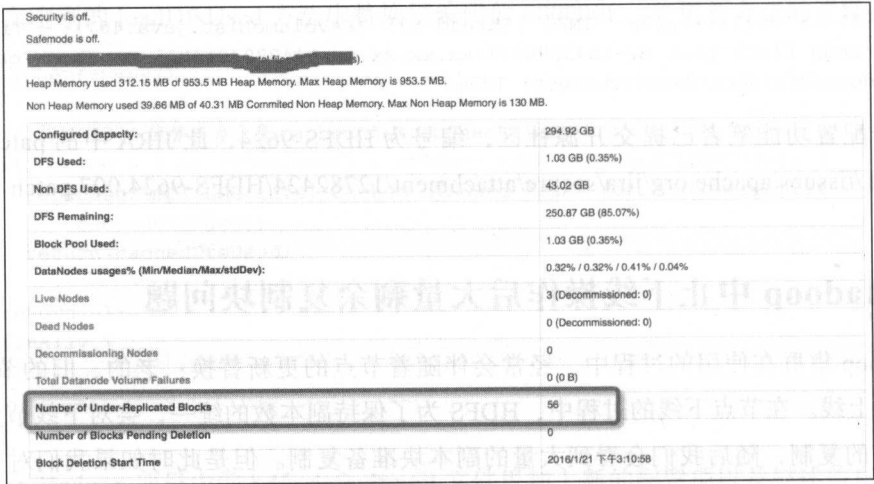 Security is off.
Safemode is off.
s).
Heap Memory used 312.15 MB of 953.5 MB Heap Memory. Max Heap Memory is 953.5 MB.
Non Heap Memory used 39.66 MB of 40.31 MB Commited Non Heap Memory. Max Non Heap Memory is 130 MB.
Configured Capacity: 294.92 GB
DFS Used: 1.03 GB (0.35%)
Non DFS Used: 43.02 GB
DFS Remaining: 250.87 GB (85.07%)
Block Pool Used: 1.03 GB (0.35%)
DataNodes usages% (Min/Median/Max/stdDev): 0.32% / 0.32% / 0.41% / 0.04%
Live Nodes 3 (Decommissioned: 0)
Dead Nodes 0 (Decommissioned: 0)
Decommissioning Nodes 0
Total Datanode Volume Failures 0 (0 B)
Number of Under-Replicated Blocks 56
Number of Blocks Pending Deletion 0
Block Deletion Start Time 2016/1/21 下午3:10:58